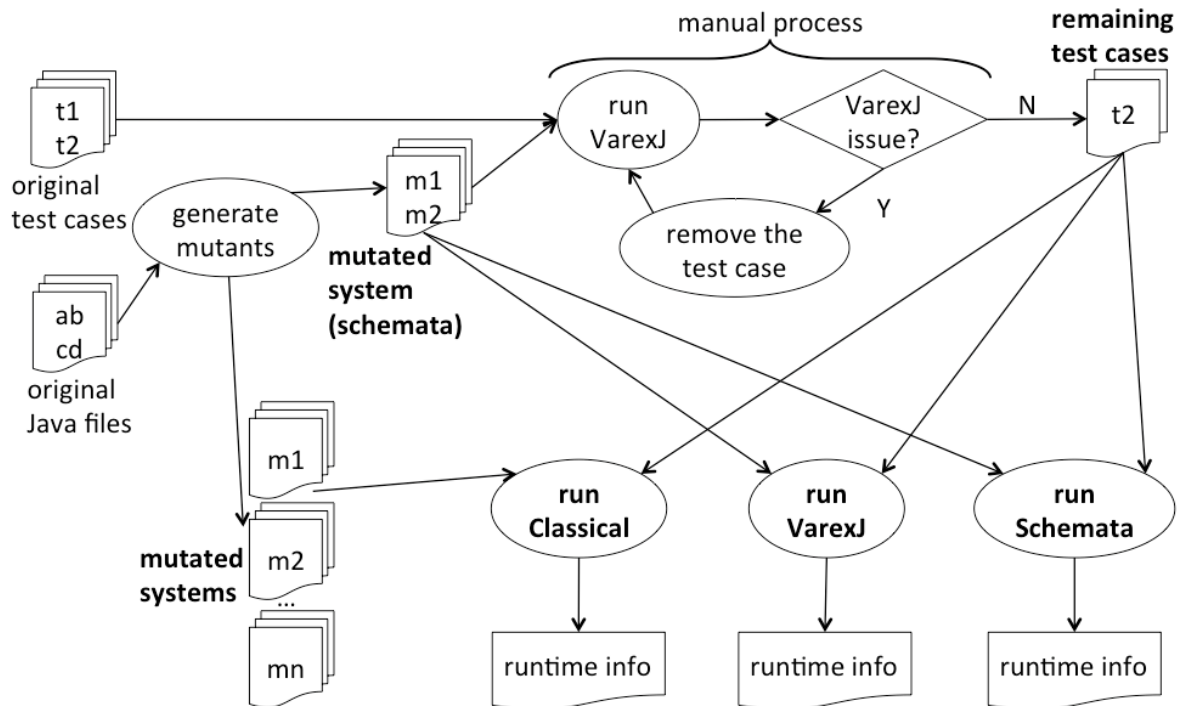 manual process
remaining
test cases
t1
t2
original
test cases
run
VarexJ
VarexJ
issue?
N
t2
Y
remove the
test case
generate
mutants
m1
m2
mutated
system
(schemata)
ab
cd
original
Java files
m1
m2
...
mn
mutated
systems
run
Classical
run
VarexJ
run
Schemata
runtime info
runtime info
runtime info